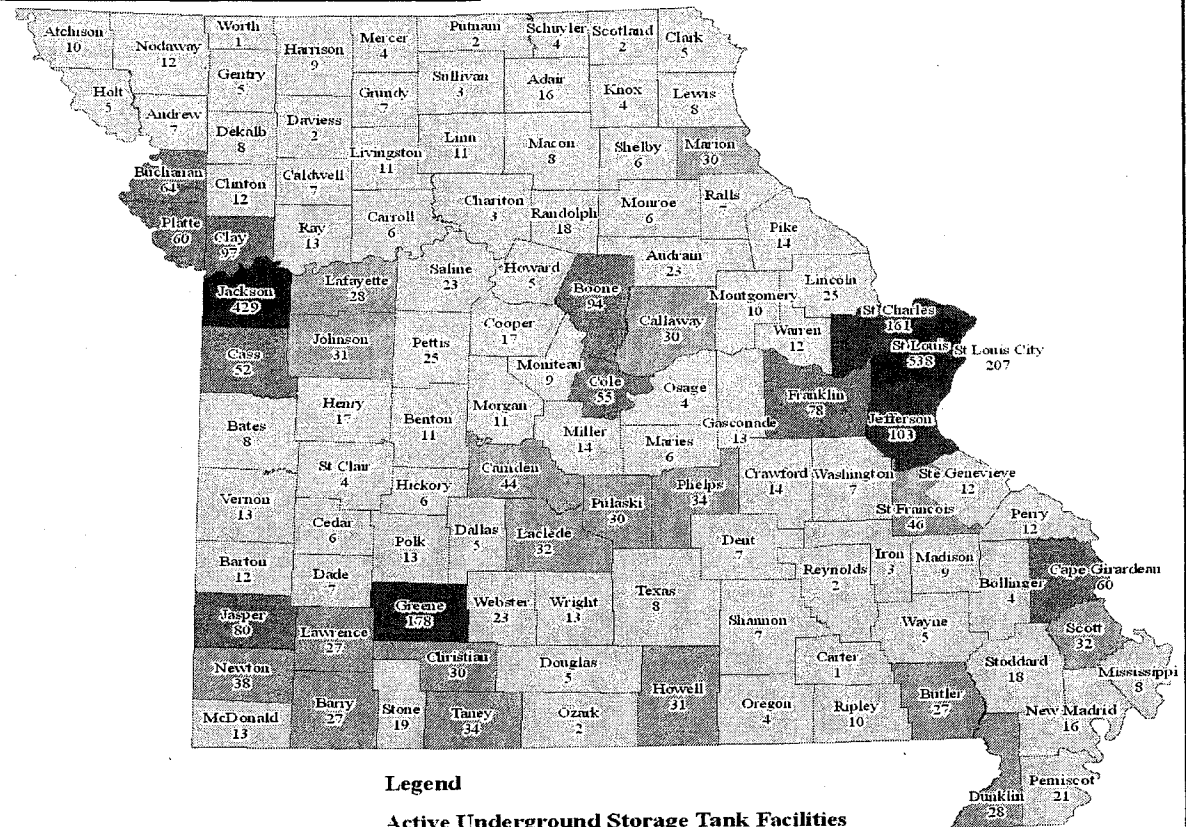 Atchison
10
Nodaway
12
Worth
1
Harrison
9
Mercer
4
Putnam
2
Schuyler
4
Scotland
2
Clark
5
Holt
5
Gentry
5
Sullivan
3
Adair
16
Knox
4
Lewis
8
Andrew
7
Dekalb
8
Daviess
2
Grundy
7
Livingston
11
Linn
11
Macon
8
Shelby
6
Marion
30
Buchanan
64
Clinton
12
Caldwell
7
Carroll
6
Chariton
3
Randolph
18
Monroe
6
Ralls
7
Platte
60
Clay
97
Ray
13
Pike
14
Jackson
429
Lafayette
28
Saline
23
Howard
5
Boone
94
Audrain
23
Montgomery
10
Lincoln
25
Callaway
30
Warren
12
St Charles
161
St Louis
538
St Louis City
207
Cass
52
Johnson
31
Pettis
25
Cooper
17
Moniteau
9
Cole
55
Osage
4
Gasconade
13
Franklin
78
Jefferson
103
Bates
8
Henry
17
Benton
11
Morgan
11
Miller
14
Maries
6
St Clair
4
Hickory
6
Camden
44
Pulaski
30
Phelps
34
Crawford
14
Washington
7
Ste Genevieve
12
St Francois
46
Perry
12
Vernon
13
Cedar
6
Polk
13
Dallas
5
Laclede
32
Dent
7
Iron
3
Madison
9
Reynolds
2
Bollinger
4
Cape Girardeau
60
Barton
12
Dade
7
Greene
178
Webster
23
Wright
13
Texas
8
Shannon
7
Wayne
5
Scott
32
Jasper
80
Lawrence
27
Christian
30
Douglas
5
Howell
31
Carter
1
Stoddard
18
Mississippi
8
Newton
38
Barry
27
Stone
19
Taney
34
Ozark
2
Oregon
4
Ripley
10
Butler
27
New Madrid
16
McDonald
13
Dunklin
28
Pemiscot
21
Legend
Active Underground Storage Tank Facilities